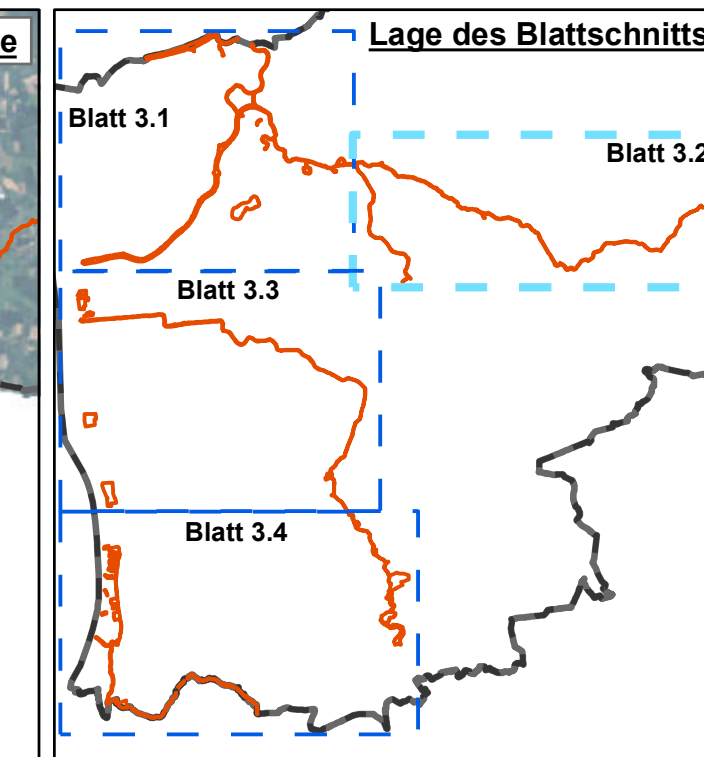 e
Lage des Blattschnitts
Blatt 3.1
Blatt 3.2
Blatt 3.3
Blatt 3.4